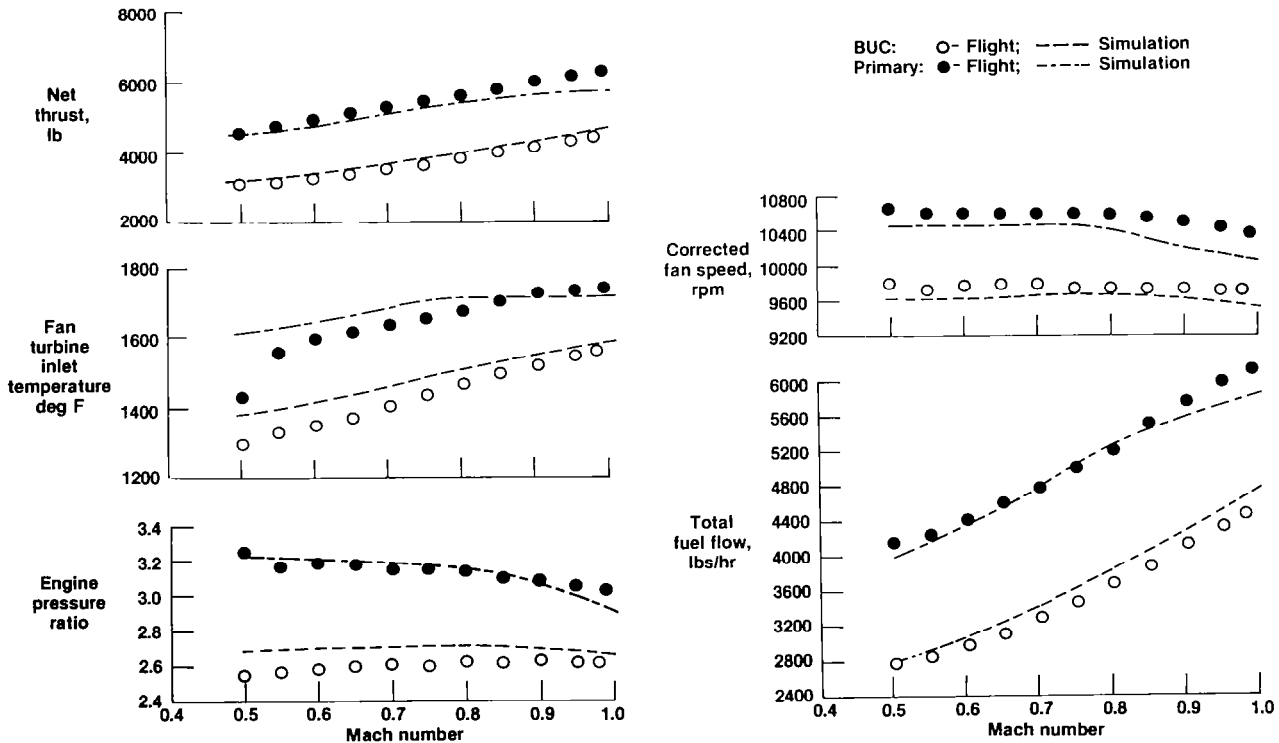 8000
6000
4000
2000
Net
thrust,
lb
1800
1600
1400
1200
Fan
turbine
inlet
temperature
deg F
3.4
3.2
3.0
2.8
2.6
2.4
Engine
pressure
ratio
0.4 0.5 0.6 0.7 0.8 0.9 1.0
Mach number
BUC: Flight; Simulation
Primary: Flight; Simulation
10800
10400
10000
9600
9200
Corrected
fan speed,
rpm
6000
5600
5200
4800
4400
4000
3600
3200
2800
2400
Total
fuel flow,
lbs/hr
0.4 0.5 0.6 0.7 0.8 0.9 1.0
Mach number